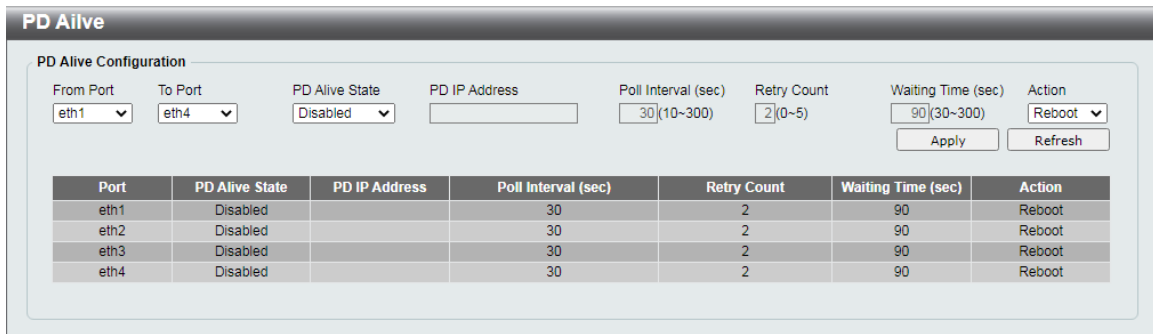 PD Ailve
PD Alive Configuration
From Port To Port PD Alive State PD IP Address Poll Interval (sec) Retry Count Waiting Time (sec) Action
eth1 eth4 Disabled 30 (10~300) 2 (0~5) 90 (30~300) Reboot
Apply Refresh
Port PD Alive State PD IP Address Poll Interval (sec) Retry Count Waiting Time (sec) Action
eth1 Disabled 30 2 90 Reboot
eth2 Disabled 30 2 90 Reboot
eth3 Disabled 30 2 90 Reboot
eth4 Disabled 30 2 90 Reboot